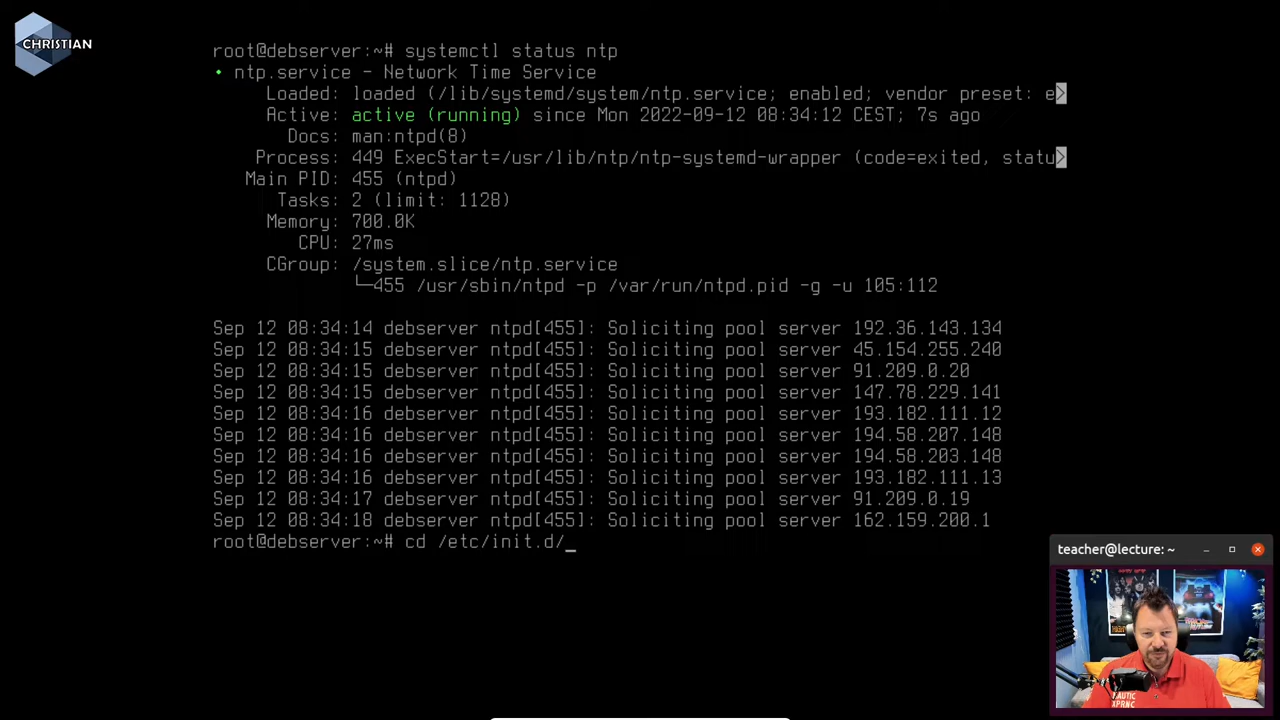 CHRISTIAN
root@debserver:~# systemctl status ntp
• ntp.service - Network Time Service
Loaded: loaded (/lib/systemd/system/ntp.service; enabled; vendor preset: e>
Active: active (running) since Mon 2022-09-12 08:34:12 CEST; 7s ago
Docs: man:ntpd(8)
Process: 449 ExecStart=/usr/lib/ntp/ntp-systemd-wrapper (code=exited, statu>
Main PID: 455 (ntpd)
Tasks: 2 (limit: 1128)
Memory: 700.0K
CPU: 27ms
CGroup: /system.slice/ntp.service
└─455 /usr/sbin/ntpd -p /var/run/ntpd.pid -g -u 105:112
Sep 12 08:34:14 debserver ntpd[455]: Soliciting pool server 192.36.143.134
Sep 12 08:34:15 debserver ntpd[455]: Soliciting pool server 45.154.255.240
Sep 12 08:34:15 debserver ntpd[455]: Soliciting pool server 91.209.0.20
Sep 12 08:34:15 debserver ntpd[455]: Soliciting pool server 147.78.229.141
Sep 12 08:34:16 debserver ntpd[455]: Soliciting pool server 193.182.111.12
Sep 12 08:34:16 debserver ntpd[455]: Soliciting pool server 194.58.207.148
Sep 12 08:34:16 debserver ntpd[455]: Soliciting pool server 194.58.203.148
Sep 12 08:34:16 debserver ntpd[455]: Soliciting pool server 193.182.111.13
Sep 12 08:34:17 debserver ntpd[455]: Soliciting pool server 91.209.0.19
Sep 12 08:34:18 debserver ntpd[455]: Soliciting pool server 162.159.200.1
root@debserver:~# cd /etc/init.d/_
teacher@lecture: ~